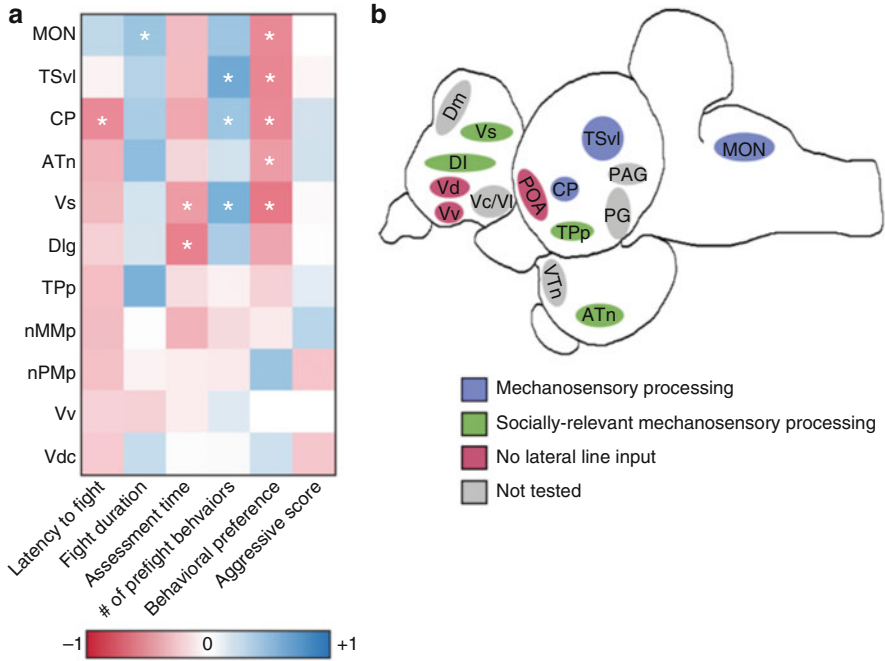 a
MON
TSvl
CP
ATn
Vs
Dlg
TPp
nMMp
nPMp
Vv
Vdc
* *
* *
* * *
*
* * *
*
Latency to fight
Fight duration
Assessment time
# of prefight behvaiors
Behavioral preference
Aggressive score
−1 0 +1
b
Dm
Vs
Dl
Vd
Vv
Vc/Vl
POA
TSvl
CP
PAG
PG
TPp
VTn
ATn
MON
Mechanosensory processing
Socially-relevant mechanosensory processing
No lateral line input
Not tested